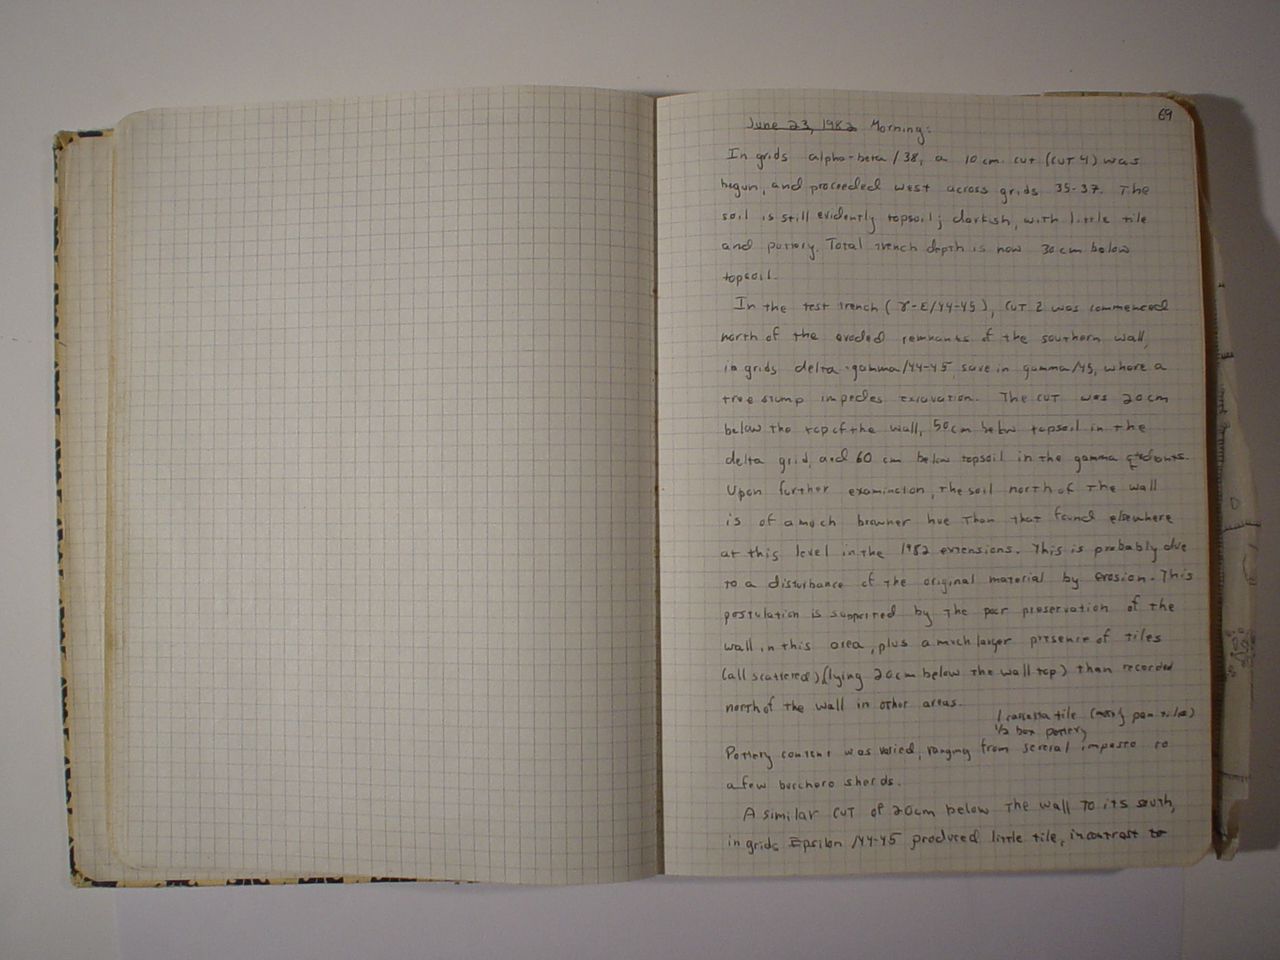 69
June 23, 1982 Morning:
In grids alpha-beta/38, a 10 cm. cut (cut 4) was
begun, and proceeded west across grids 35-37. The
soil is still evidently topsoil; darkish, with little tile
and pottery. Total trench depth is now 30 cm below
topsoil.
In the test trench (γ-ε/44-45), cut 2 was commenced
north of the eroded remnants of the southern wall,
in grids delta-gamma/44-45, save in gamma/45, where a
tree stump impedes excavation. The cut was 20cm
below the top of the wall, 50cm below topsoil in the
delta grid, and 60 cm below topsoil in the gamma
Upon further examination, the soil north of the wall
is of a much browner hue than that found elsewhere
at this level in the 1982 extensions. This is probably due
to a disturbance of the original material by erosion. This
postulation is supported by the poor preservation of the
wall in this area, plus a much larger presence of tiles
(all scattered) (lying 20cm below the wall top) than recorded
north of the wall in other areas.
1 cassetta tile (mostly pan tiles)
1/2 box pottery
Pottery content was varied, ranging from several impasto to
a few bucchero sherds.
A similar cut of 20cm below the wall to its south,
in grids Epsilon/44-45 produced little tile, in contrast to